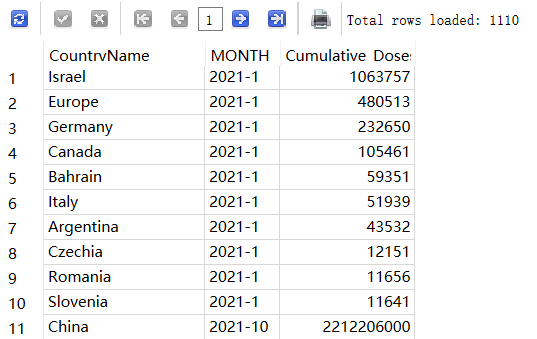 1 Total rows loaded: 1110
CountryName MONTH Cumulative Dose
1 Israel 2021-1 1063757
2 Europe 2021-1 480513
3 Germany 2021-1 232650
4 Canada 2021-1 105461
5 Bahrain 2021-1 59351
6 Italy 2021-1 51939
7 Argentina 2021-1 43532
8 Czechia 2021-1 12151
9 Romania 2021-1 11656
10 Slovenia 2021-1 11641
11 China 2021-10 2212206000